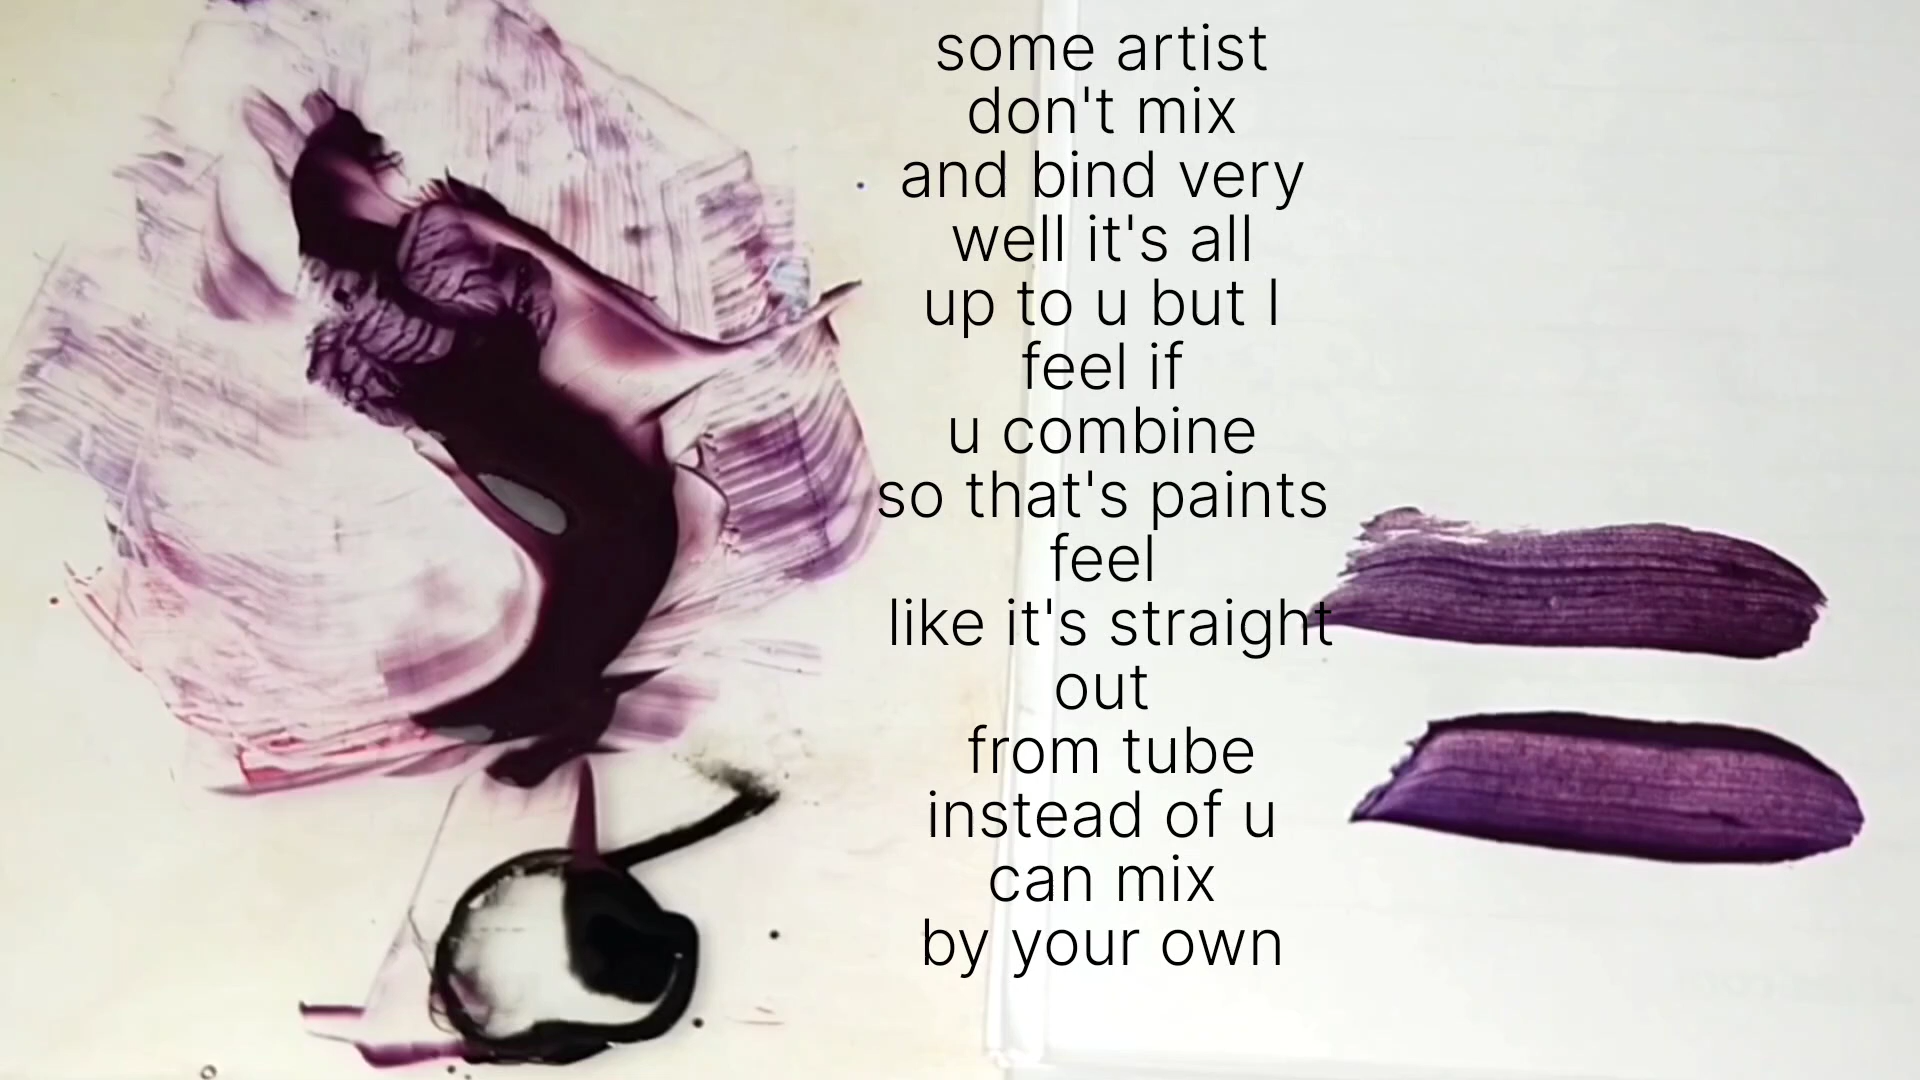 some artist
don't mix
and bind very
well it's all
up to u but I
feel if
u combine
so that's paints
feel
like it's straight
out
from tube
instead of u
can mix
by your own